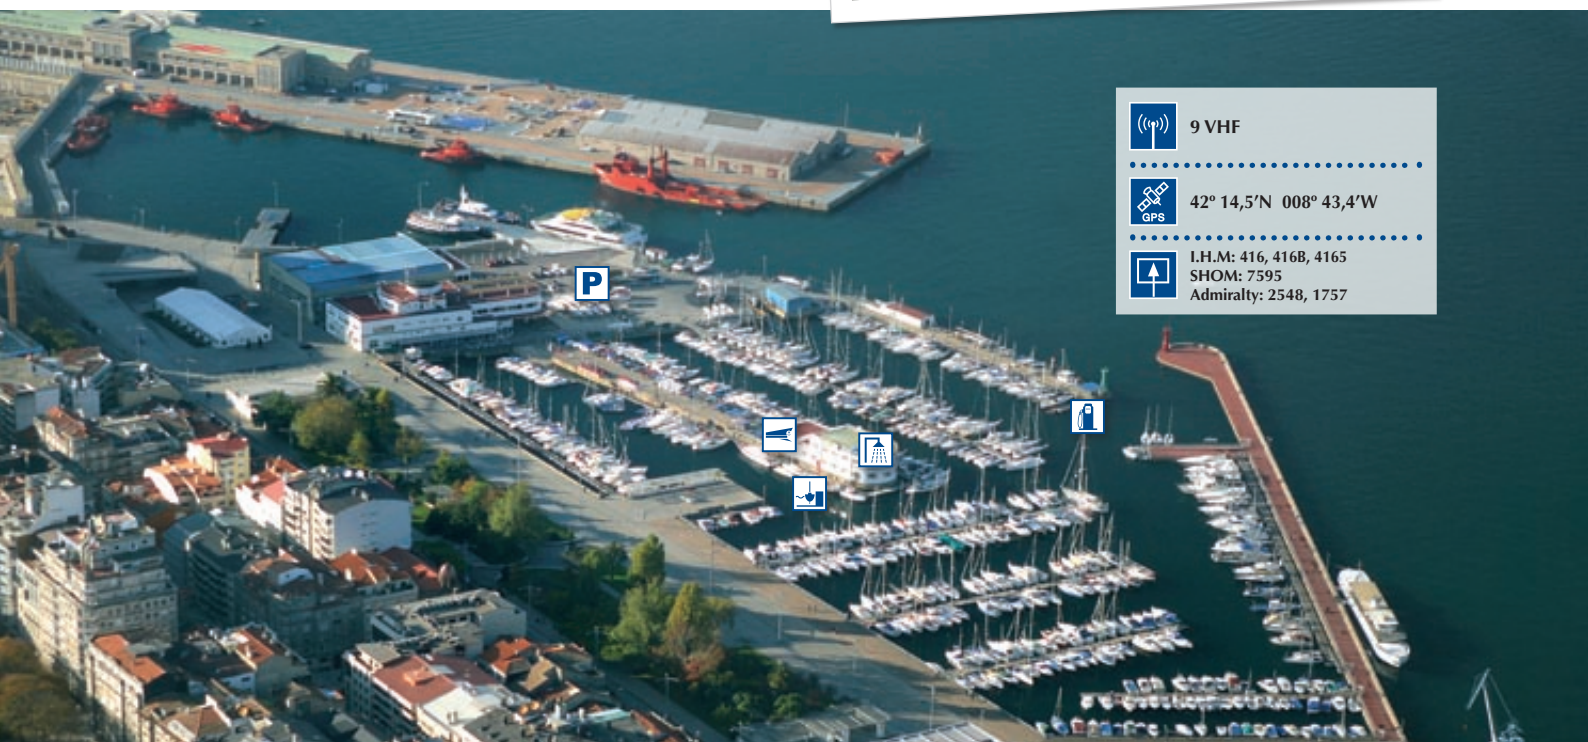 9 VHF
GPS
42º 14,5’N 008º 43,4’W
I.H.M: 416, 416B, 4165
SHOM: 7595
Admiralty: 2548, 1757
P